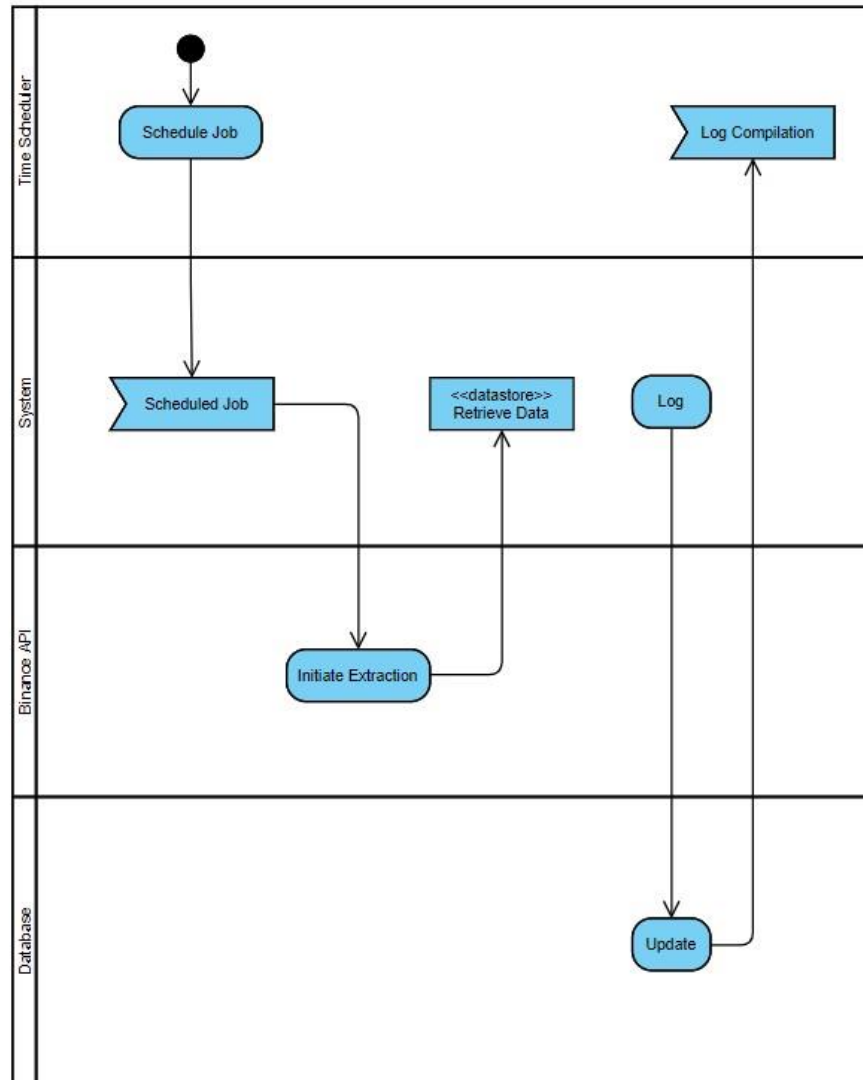 Time Scheduler
Schedule Job
Log Compilation
System
Scheduled Job
<<datastore>>
Retrieve Data
Log
Binance API
Initiate Extraction
Database
Update